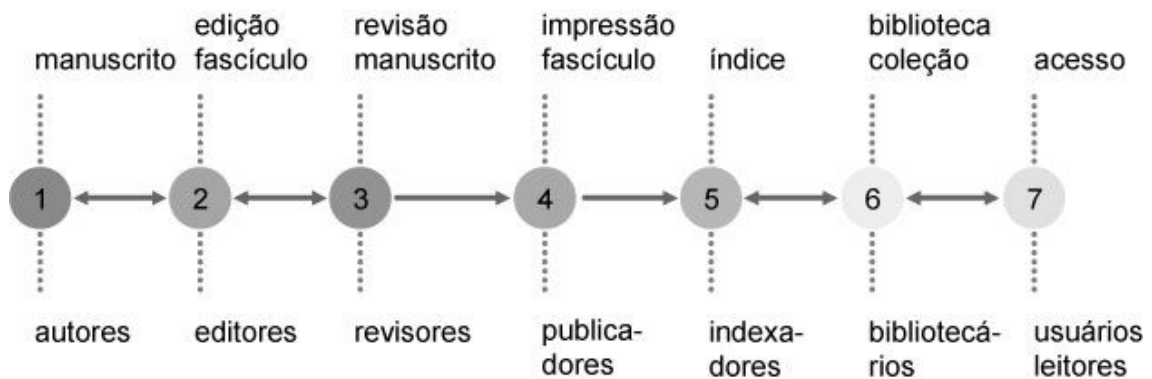 manuscrito
edição
fascículo
revisão
manuscrito
impressão
fascículo
índice
biblioteca
coleção
acesso
1
2
3
4
5
6
7
autores
editores
revisores
publica-
dores
indexa-
dores
bibliotecá-
rios
usuários
leitores